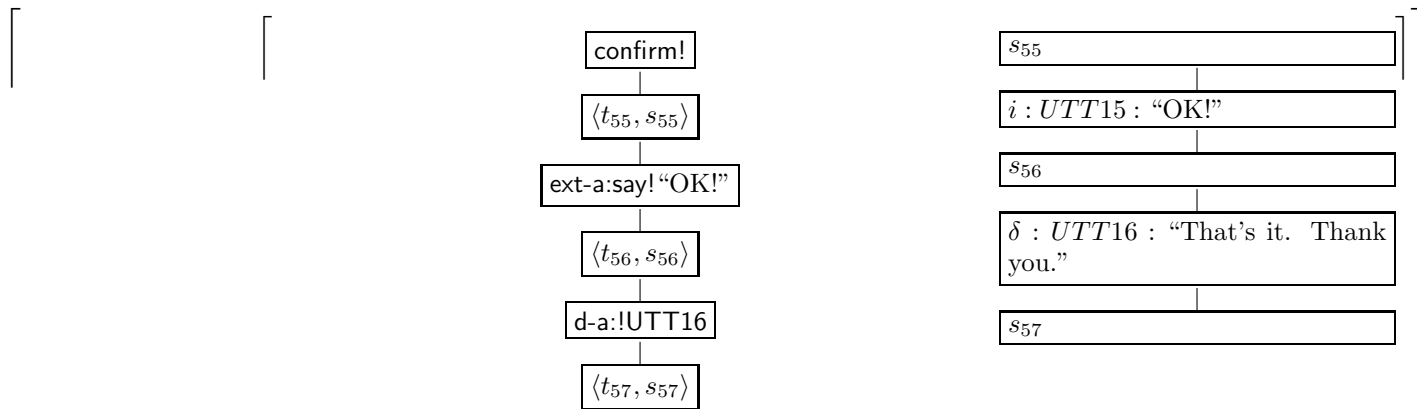 confirm!
⟨t₅₅, s₅₅⟩
ext-a:say! “OK!”
⟨t₅₆, s₅₆⟩
d-a:!UTT16
⟨t₅₇, s₅₇⟩
s₅₅
i : UTT15 : “OK!”
s₅₆
δ : UTT16 : “That's it. Thank
you.”
s₅₇